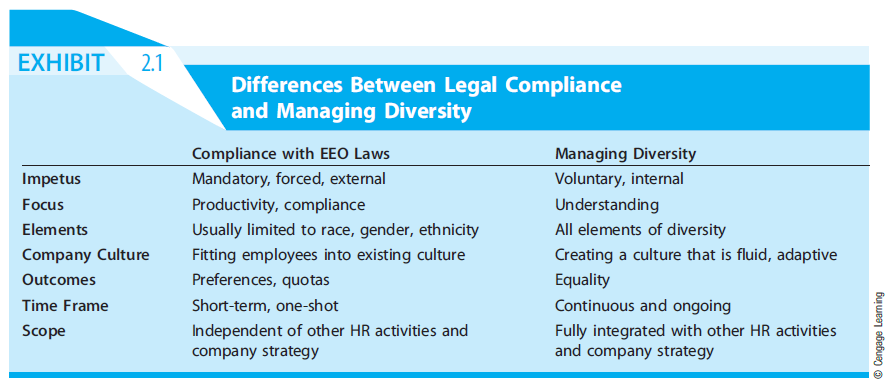 EXHIBIT 2.1
Differences Between Legal Compliance
and Managing Diversity
Compliance with EEO Laws Managing Diversity
Impetus Mandatory, forced, external Voluntary, internal
Focus Productivity, compliance Understanding
Elements Usually limited to race, gender, ethnicity All elements of diversity
Company Culture Fitting employees into existing culture Creating a culture that is fluid, adaptive
Outcomes Preferences, quotas Equality
Time Frame Short-term, one-shot Continuous and ongoing
Scope Independent of other HR activities and Fully integrated with other HR activities
company strategy and company strategy
© Cengage Learning